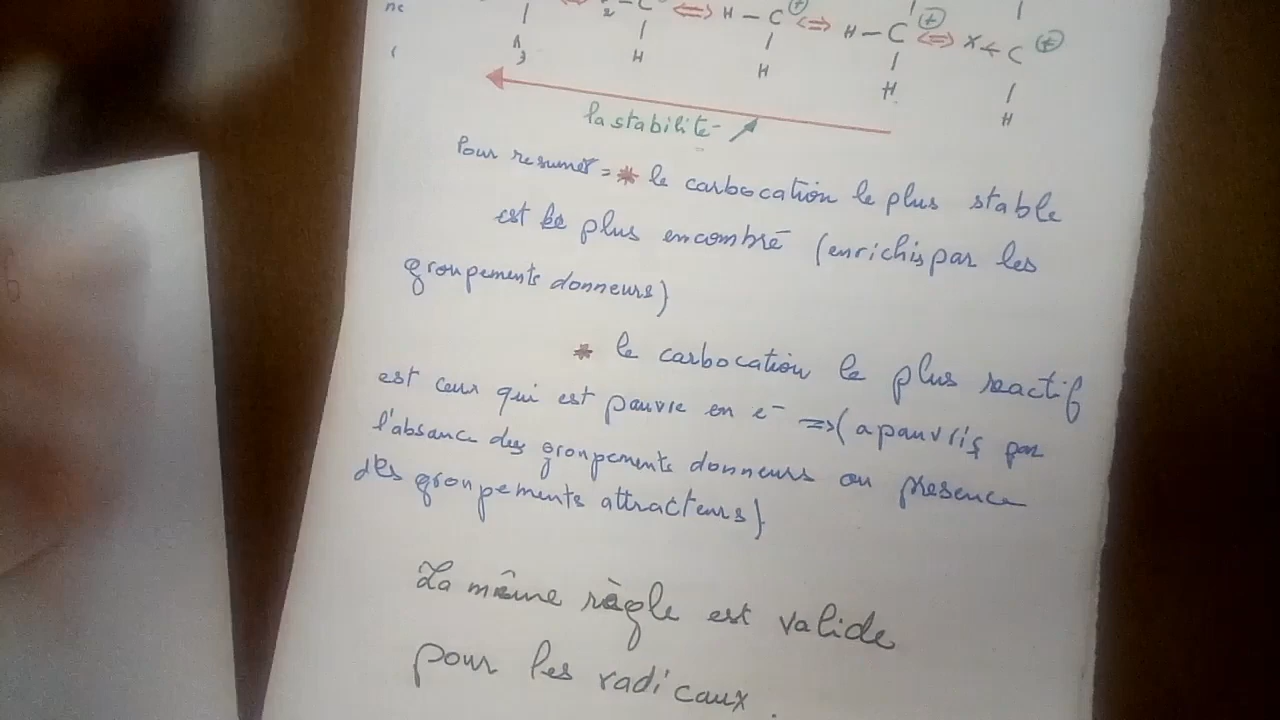 H – C ⊕ ⇔ H – C ⊕ ⇔ X ← C ⊕
H H H H
la stabilité ↗
Pour resumer = * le carbocation le plus stable
est le plus encombré (enrichis par les
groupements donneurs)
* le carbocation le plus reactif
est ceux qui est pauvre en e⁻ => (apauvris par
l'absance des groupements donneurs ou presence
des groupements attracteurs).
La même règle est valide
pour les radicaux.